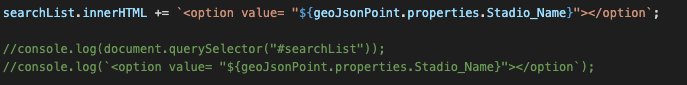 searchList.innerHTML += `<option value= "${geoJsonPoint.properties.Stadio_Name}"></option`;
//console.log(document.querySelector("#searchList"));
//console.log(`<option value= "${geoJsonPoint.properties.Stadio_Name}"></option`);